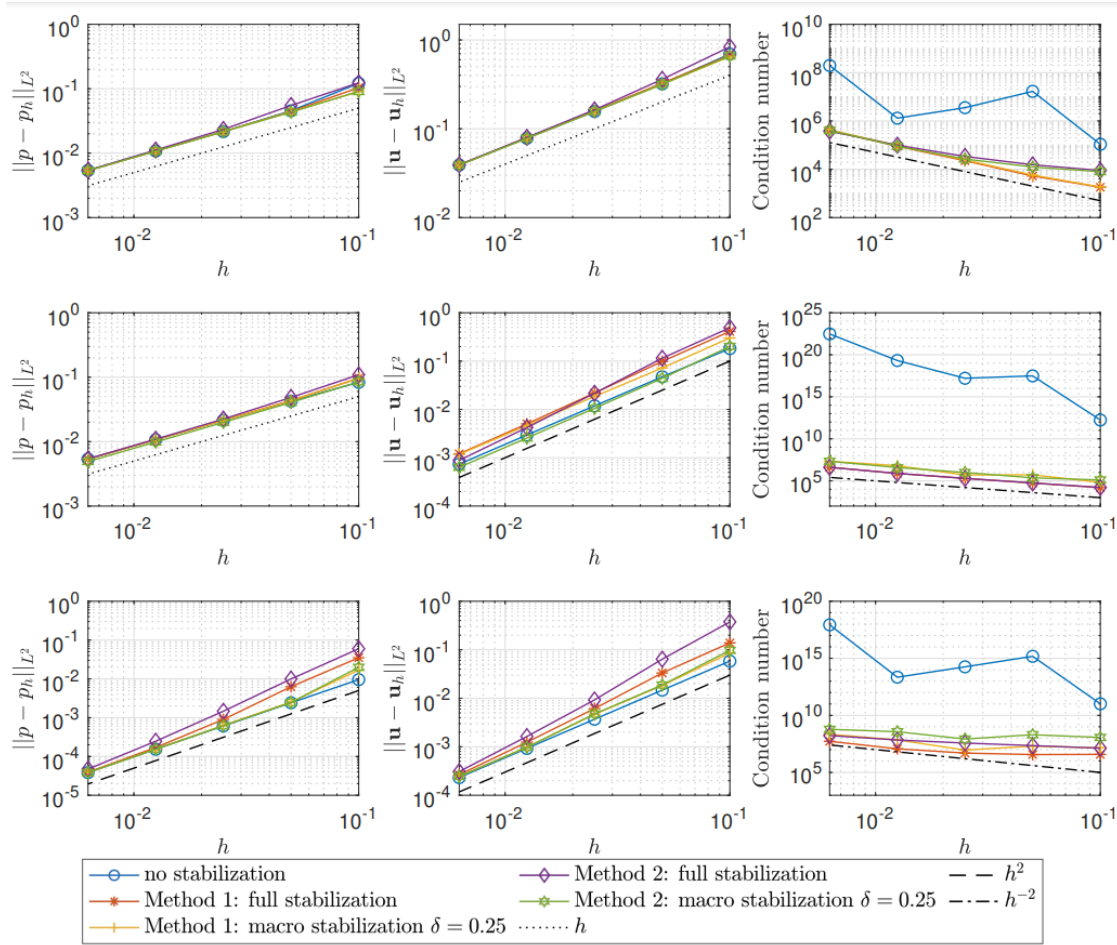 10^0
10^-1
10^-2
10^-3
10^-2
10^-1
h
||p − p_h||_{L^2}
10^0
10^-1
10^-2
10^-2
10^-1
h
||𝐮 − 𝐮_h||_{L^2}
10^10
10^8
10^6
10^4
10^2
10^-2
10^-1
h
Condition number
10^0
10^-1
10^-2
10^-3
10^-2
10^-1
h
||p − p_h||_{L^2}
10^0
10^-1
10^-2
10^-3
10^-4
10^-2
10^-1
h
||𝐮 − 𝐮_h||_{L^2}
10^25
10^20
10^15
10^10
10^5
10^-2
10^-1
h
Condition number
10^0
10^-1
10^-2
10^-3
10^-4
10^-5
10^-2
10^-1
h
||p − p_h||_{L^2}
10^0
10^-1
10^-2
10^-3
10^-4
10^-2
10^-1
h
||𝐮 − 𝐮_h||_{L^2}
10^20
10^15
10^10
10^5
10^-2
10^-1
h
Condition number
no stabilization
Method 1: full stabilization
Method 1: macro stabilization δ = 0.25
Method 2: full stabilization
Method 2: macro stabilization δ = 0.25
h
h^2
h^-2